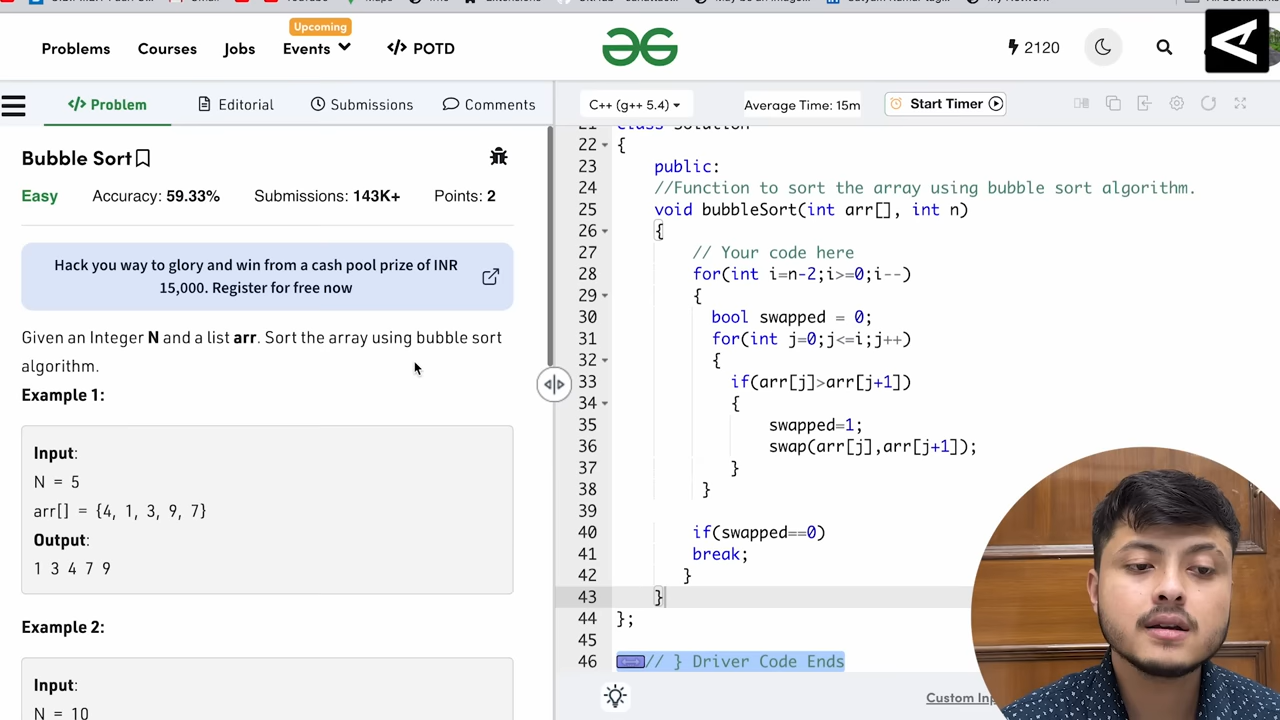 Upcoming
Problems Courses Jobs Events </> POTD
2120
</> Problem Editorial Submissions Comments
C++ (g++ 5.4) Average Time: 15m Start Timer
Bubble Sort
Easy Accuracy: 59.33% Submissions: 143K+ Points: 2
Hack you way to glory and win from a cash pool prize of INR
15,000. Register for free now
Given an Integer N and a list arr. Sort the array using bubble sort
algorithm.
Example 1:
Input:
N = 5
arr[] = {4, 1, 3, 9, 7}
Output:
1 3 4 7 9
Example 2:
Input:
N = 10
22 {
23 public:
24 //Function to sort the array using bubble sort algorithm.
25 void bubbleSort(int arr[], int n)
26 {
27 // Your code here
28 for(int i=n-2;i>=0;i--)
29 {
30 bool swapped = 0;
31 for(int j=0;j<=i;j++)
32 {
33 if(arr[j]>arr[j+1])
34 {
35 swapped=1;
36 swap(arr[j],arr[j+1]);
37 }
38 }
39
40 if(swapped==0)
41 break;
42 }
43 }
44 };
45
46 // } Driver Code Ends
Custom